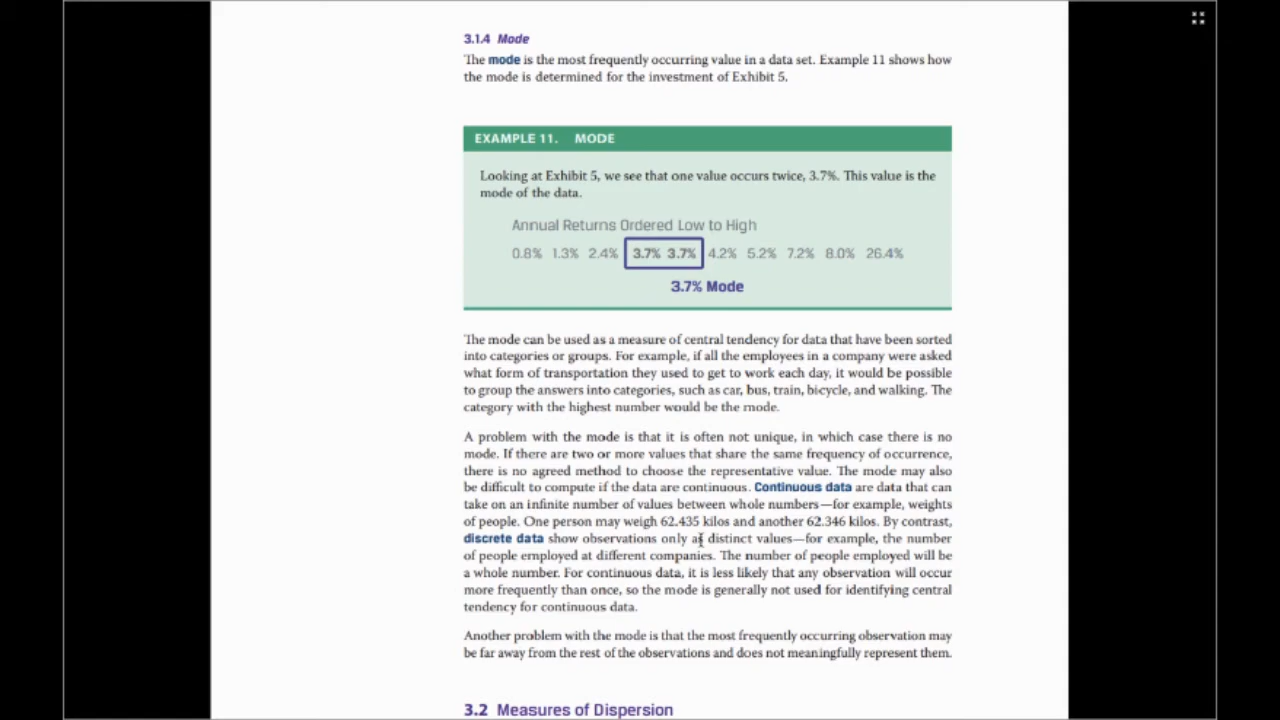 3.1.4 Mode
The mode is the most frequently occurring value in a data set. Example 11 shows how
the mode is determined for the investment of Exhibit 5.
EXAMPLE 11. MODE
Looking at Exhibit 5, we see that one value occurs twice, 3.7%. This value is the
mode of the data.
Annual Returns Ordered Low to High
0.8% 1.3% 2.4% 3.7% 3.7% 4.2% 5.2% 7.2% 8.0% 26.4%
3.7% Mode
The mode can be used as a measure of central tendency for data that have been sorted
into categories or groups. For example, if all the employees in a company were asked
what form of transportation they used to get to work each day, it would be possible
to group the answers into categories, such as car, bus, train, bicycle, and walking. The
category with the highest number would be the mode.
A problem with the mode is that it is often not unique, in which case there is no
mode. If there are two or more values that share the same frequency of occurrence,
there is no agreed method to choose the representative value. The mode may also
be difficult to compute if the data are continuous. Continuous data are data that can
take on an infinite number of values between whole numbers—for example, weights
of people. One person may weigh 62.435 kilos and another 62.346 kilos. By contrast,
discrete data show observations only as distinct values—for example, the number
of people employed at different companies. The number of people employed will be
a whole number. For continuous data, it is less likely that any observation will occur
more frequently than once, so the mode is generally not used for identifying central
tendency for continuous data.
Another problem with the mode is that the most frequently occurring observation may
be far away from the rest of the observations and does not meaningfully represent them.
3.2 Measures of Dispersion